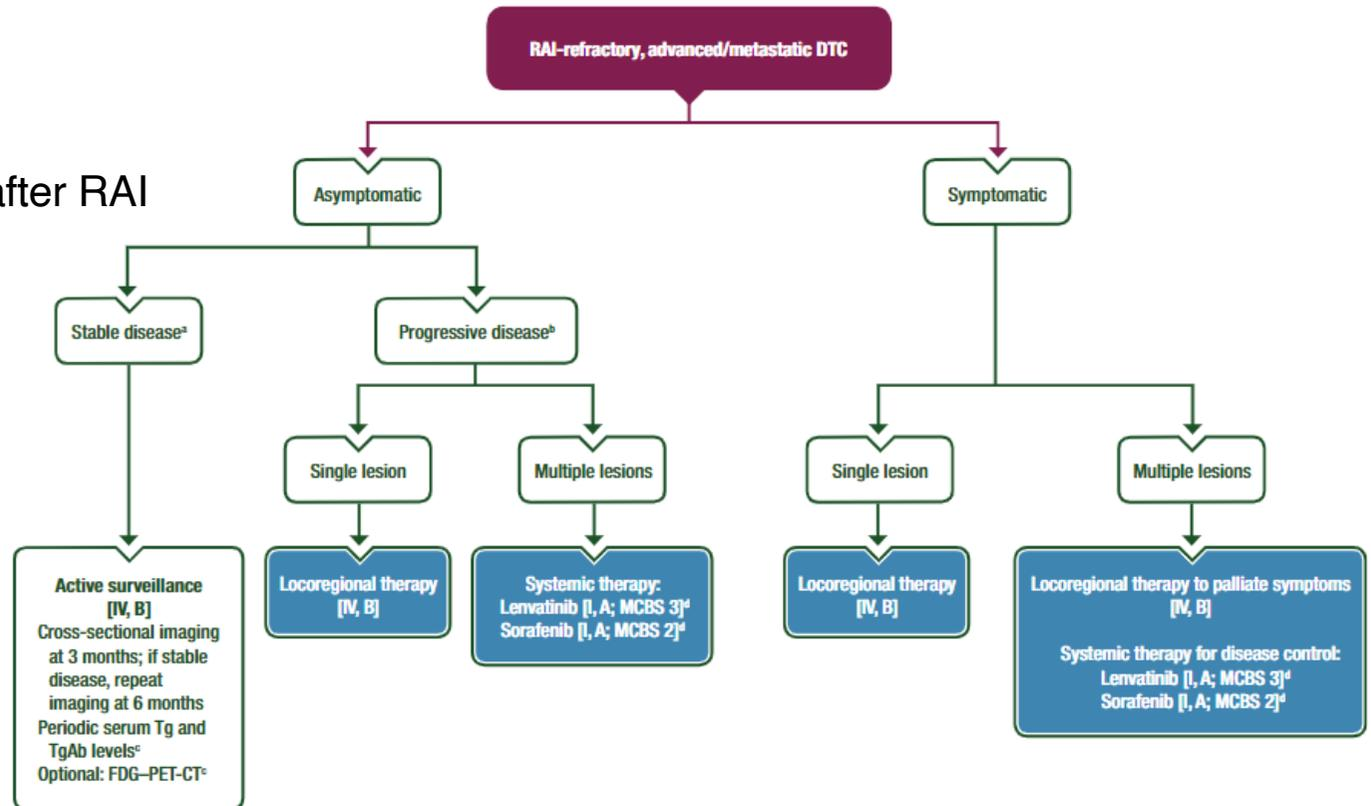 RAI-refractory, advanced/metastatic DTC
after RAI
Asymptomatic
Symptomatic
Stable diseaseᵃ
Progressive diseaseᵇ
Single lesion
Multiple lesions
Single lesion
Multiple lesions
Active surveillance
[IV, B]
Cross-sectional imaging
at 3 months; if stable
disease, repeat
imaging at 6 months
Periodic serum Tg and
TgAb levelsᶜ
Optional: FDG–PET-CTᶜ
Locoregional therapy
[IV, B]
Systemic therapy:
Lenvatinib [I, A; MCBS 3]ᵈ
Sorafenib [I, A; MCBS 2]ᵈ
Locoregional therapy
[IV, B]
Locoregional therapy to palliate symptoms
[IV, B]
Systemic therapy for disease control:
Lenvatinib [I, A; MCBS 3]ᵈ
Sorafenib [I, A; MCBS 2]ᵈ